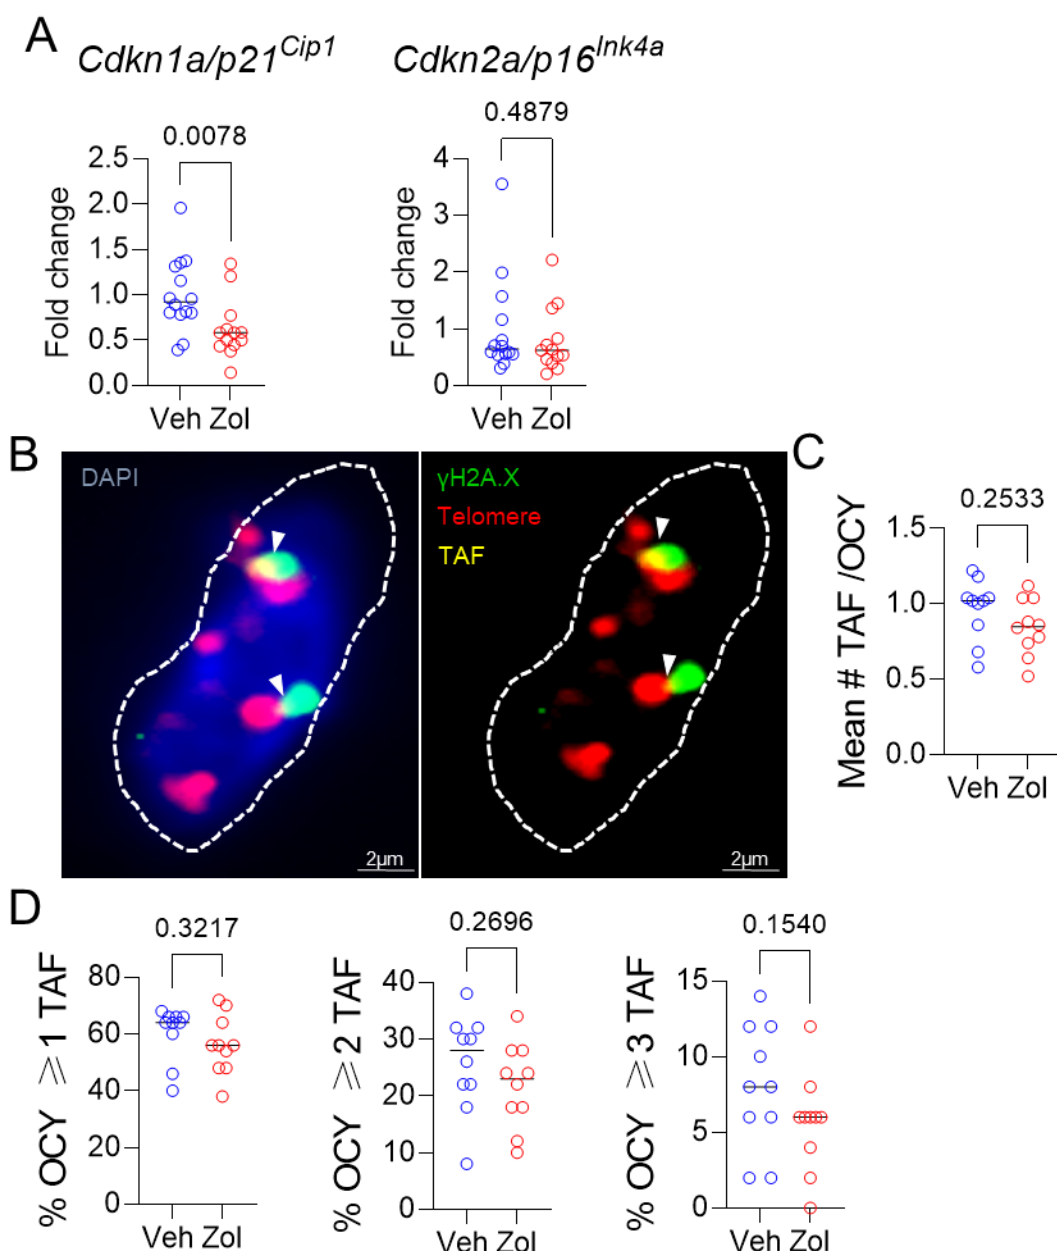 A
Cdkn1a/p21^Cip1
Cdkn2a/p16^Ink4a
0.0078
0.4879
Fold change
2.5
2.0
1.5
1.0
0.5
0.0
Veh Zol
Fold change
4
3
2
1
0
Veh Zol
B
DAPI
2μm
γH2A.X
Telomere
TAF
2μm
C
0.2533
Mean # TAF /OCY
1.5
1.0
0.5
0.0
Veh Zol
D
0.3217
% OCY ⩾1 TAF
80
60
40
20
0
Veh Zol
0.2696
% OCY ⩾2 TAF
40
30
20
10
0
Veh Zol
0.1540
% OCY ⩾3 TAF
15
10
5
0
Veh Zol